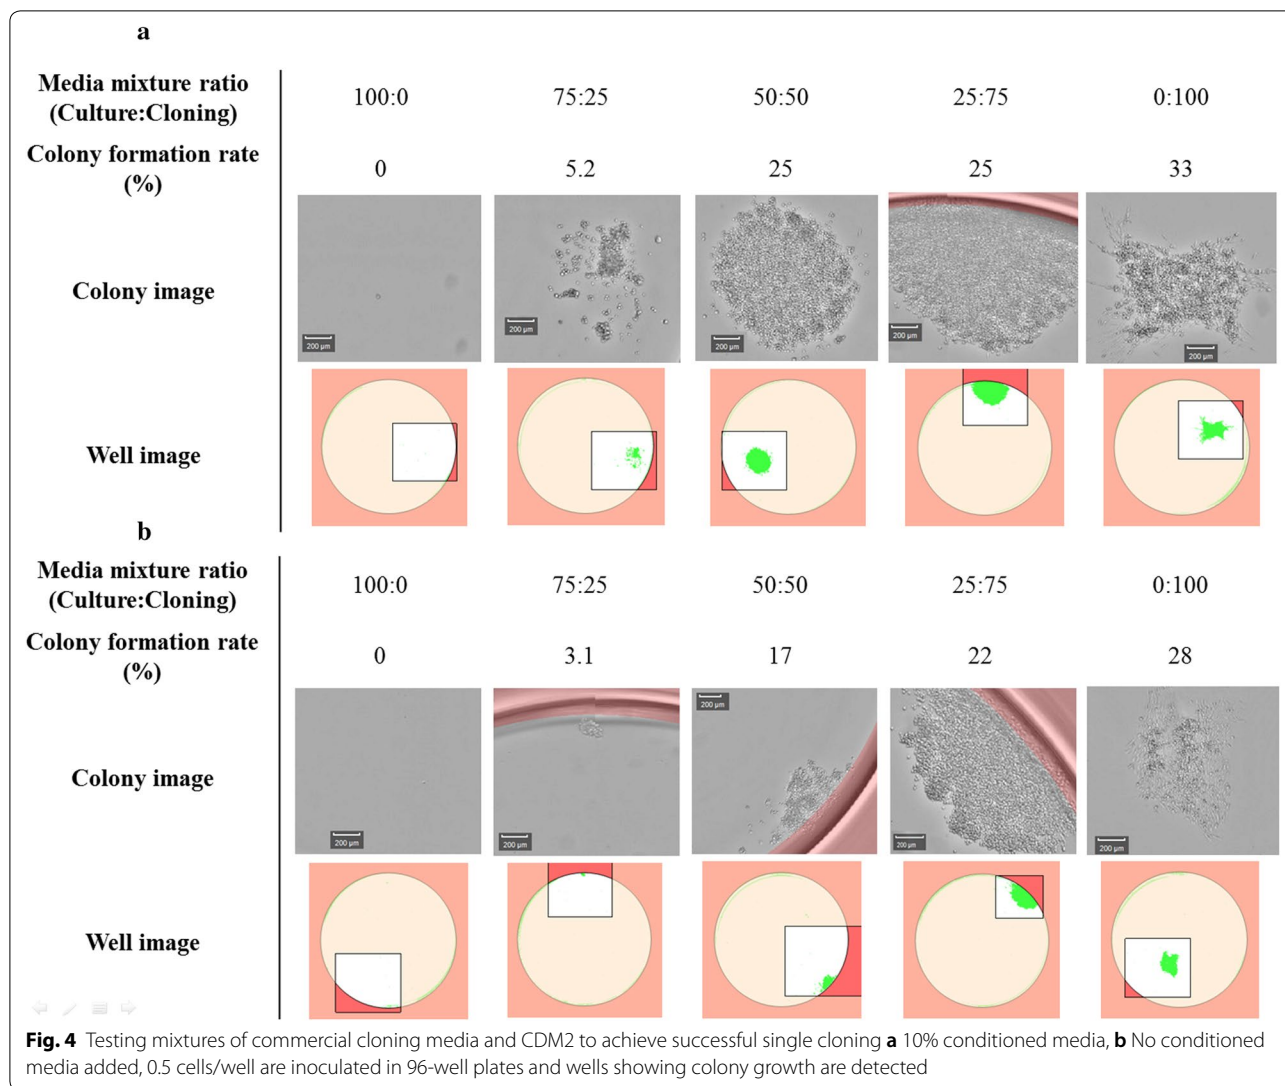 a
Media mixture ratio
(Culture:Cloning)
100:0 75:25 50:50 25:75 0:100
Colony formation rate
(%)
0 5.2 25 25 33
Colony image
200 µm 200 µm 200 µm 200 µm 200 µm
Well image
b
Media mixture ratio
(Culture:Cloning)
100:0 75:25 50:50 25:75 0:100
Colony formation rate
(%)
0 3.1 17 22 28
Colony image
200 µm 200 µm 200 µm 200 µm 200 µm
Well image
Fig. 4 Testing mixtures of commercial cloning media and CDM2 to achieve successful single cloning a 10% conditioned media, b No conditioned
media added, 0.5 cells/well are inoculated in 96-well plates and wells showing colony growth are detected